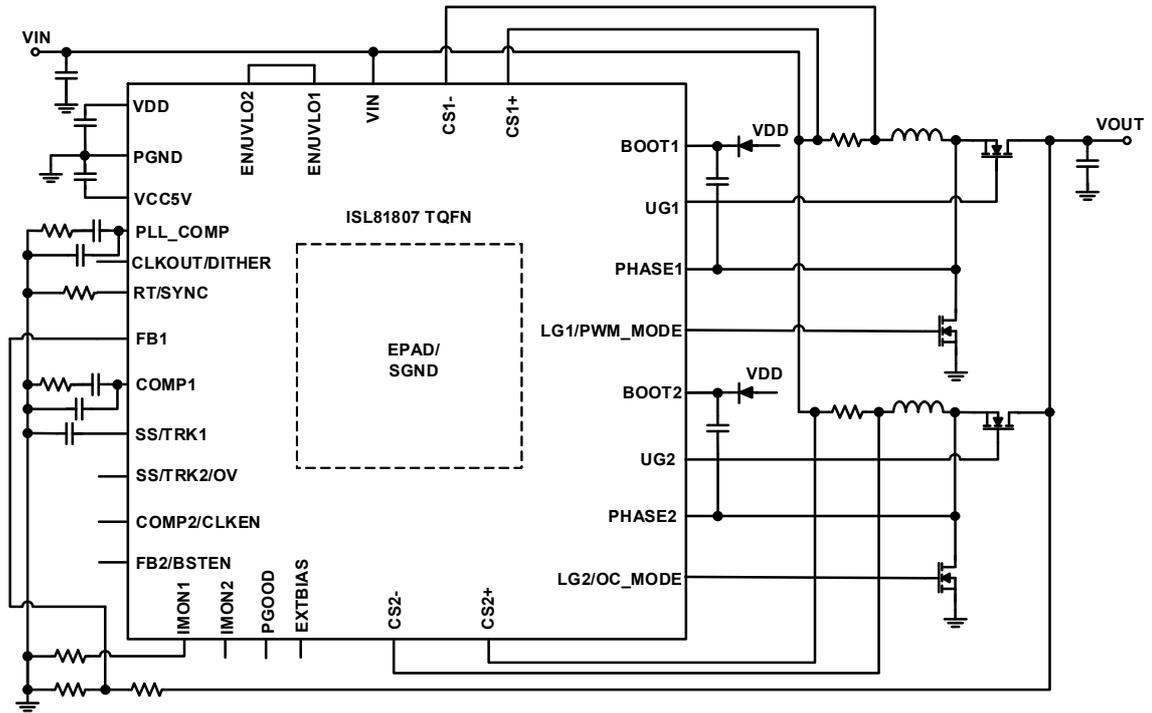 VIN
VDD
PGND
VCC5V
PLL_COMP
CLKOUT/DITHER
RT/SYNC
FB1
COMP1
SS/TRK1
SS/TRK2/OV
COMP2/CLKEN
FB2/BSTEN
EN/UVLO2
EN/UVLO1
VIN
CS1-
CS1+
ISL81807 TQFN
EPAD/
SGND
BOOT1
VDD
UG1
PHASE1
LG1/PWM_MODE
BOOT2
VDD
UG2
PHASE2
LG2/OC_MODE
VOUT
IMON1
IMON2
PGOOD
EXTBIAS
CS2-
CS2+